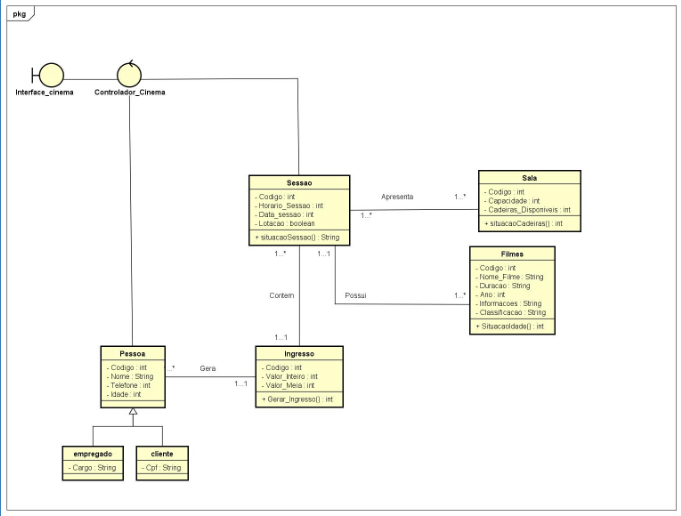 pkg
Interface_cinema
Controlador_Cinema
Sessao
- Codigo : int
- Horario_Sessao : int
- Data_sessao : int
- Lotacao : boolean
+ situacaoSessao() : String
Apresenta
1...*
1...*
Sala
- Codigo : int
- Capacidade : int
- Cadeiras_Disponiveis : int
+ situacaoCadeiras() : int
Filmes
- Codigo : int
- Nome_Filme : String
- Duracao : String
- Ano : int
- Informacoes : String
- Classificacao : String
+ SituacaoIdade() : int
1...*
1...1
Contem
Possui
1...*
1...1
Pessoa
- Codigo : int
- Nome : String
- Telefone : int
- Idade : int
...*
Gera
1...1
Ingresso
- Codigo : int
- Valor_Inteiro : int
- Valor_Meia : int
+ Gerar_Ingresso() : int
empregado
- Cargo : String
cliente
- Cpf : String